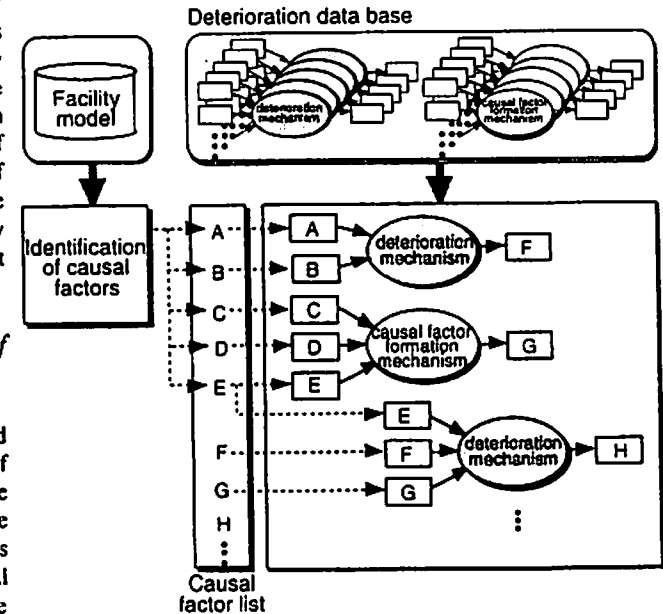 Deterioration data base
Facility
model
deterioration
mechanism
causal factor
formation
mechanism
Identification
of causal
factors
A
B
C
D
E
F
G
H
A
B
deterioration
mechanism
F
C
D
E
causal factor
formation
mechanism
G
E
F
G
deterioration
mechanism
H
Causal
factor list